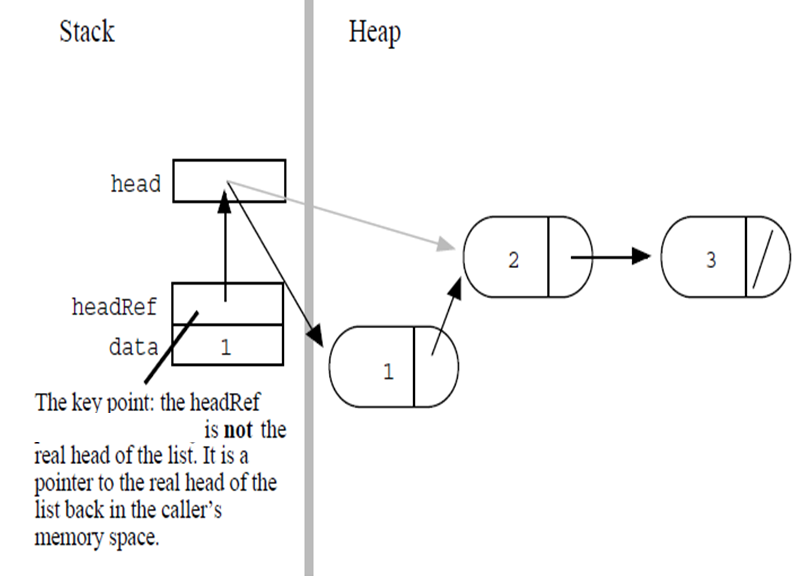 Stack
Heap
head
2
3
headRef
data
1
1
The key point: the headRef
is not the
real head of the list. It is a
pointer to the real head of the
list back in the caller’s
memory space.